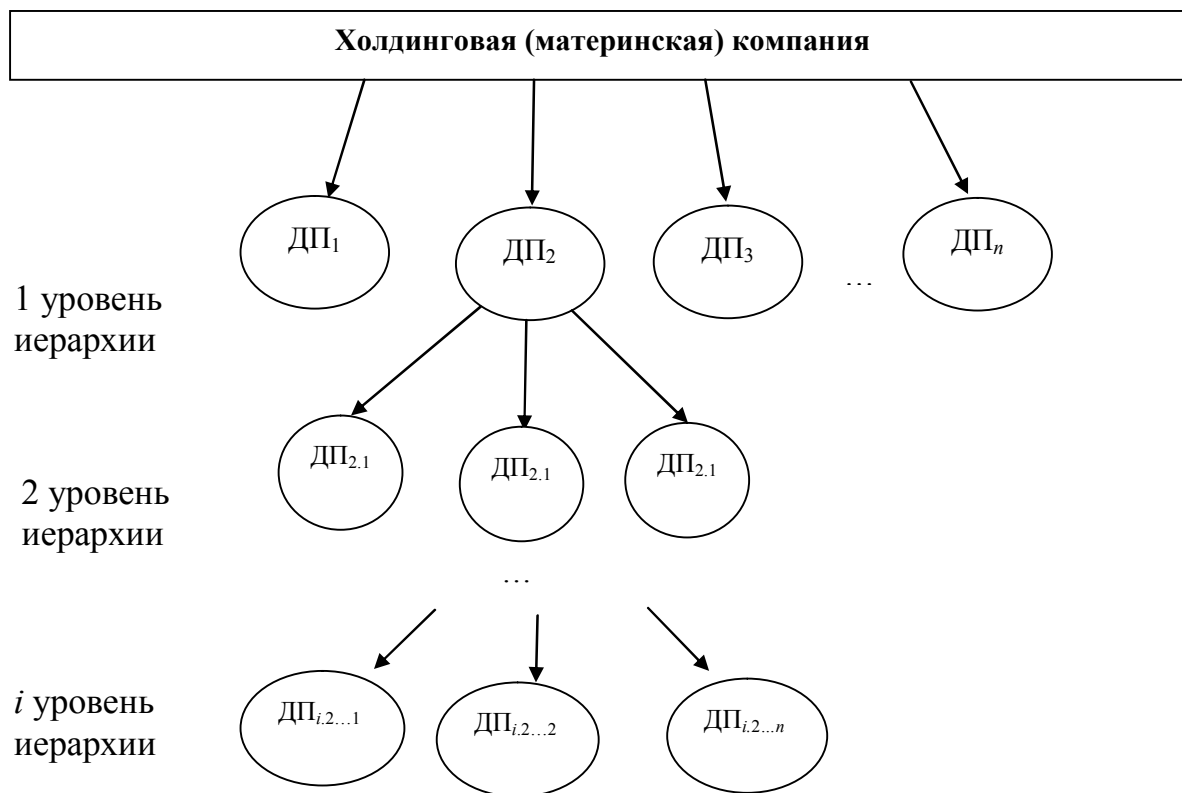 Холдинговая (материнская) компания
ДП₁
ДП₂
ДП₃
…
ДПₙ
1 уровень
иерархии
ДП2.1
ДП2.1
ДП2.1
2 уровень
иерархии
…
i уровень
иерархии
ДПi.2…1
ДПi.2…2
ДПi.2…n